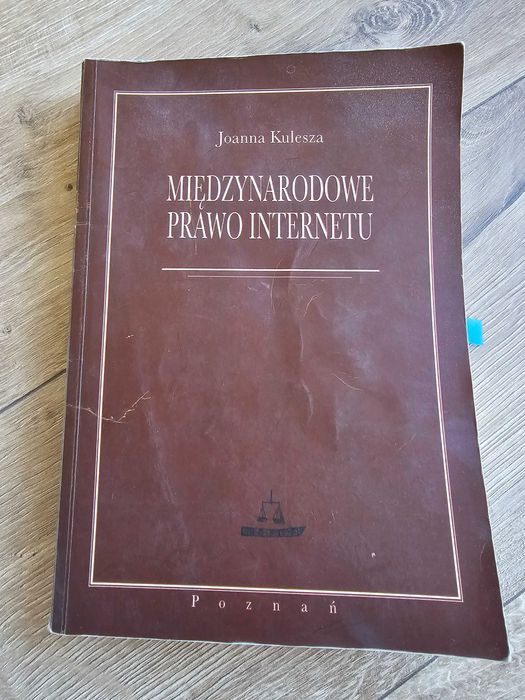 Joanna Kulesza
MIĘDZYNARODOWE
PRAWO INTERNETU
Poznań